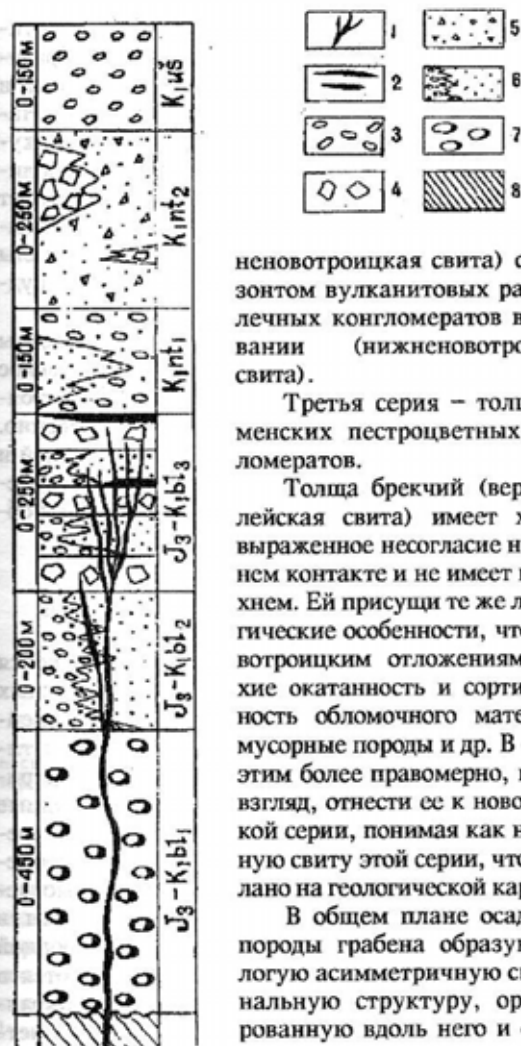 0-150м
K₁uš
0-250м
K₁nt₂
0-150м
K₁nt₁
0-250м
J₃-K₁bl₃
0-200м
J₃-K₁bl₂
0-450м
J₃-K₁bl₁
1 5
2 6
3 7
4 8
неновотроицкая свита) с
зонтом вулканитовых ра
лечных конгломератов в
вании (нижненовотро
свита).
Третья серия – толщ
менских пестроцветных
ломератов.
Толща брекчий (вер
лейская свита) имеет х
выраженное несогласие н
нем контакте и не имеет
хнем. Ей присущи те же л
гические особенности, что
вотроицким отложениям
хие окатанность и сорти
ность обломочного мате
мусорные породы и др. В
этим более правомерно,
взгляд, отнести ее к ново
кой серии, понимая как н
ную свиту этой серии, что
лано на геологической кар
В общем плане осад
породы грабена образу
логую асимметричную си
нальную структуру, ор
рованную вдоль него и